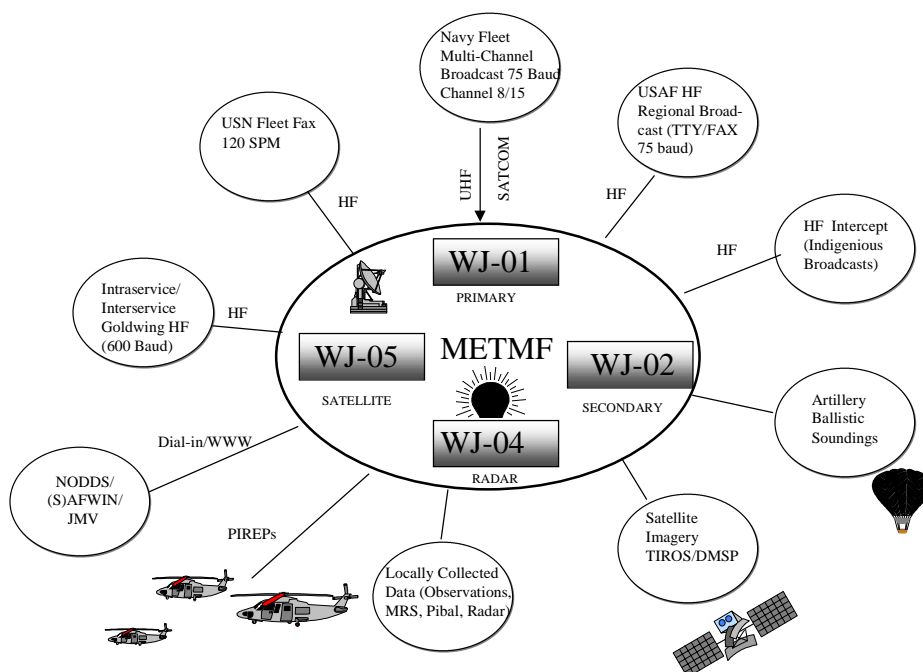 Navy Fleet
Multi-Channel
Broadcast 75 Baud
Channel 8/15
USAF HF
Regional Broad-
cast (TTY/FAX
75 baud)
USN Fleet Fax
120 SPM
UHF
SATCOM
HF
HF
HF Intercept
(Indigenious
Broadcasts)
HF
WJ-01
PRIMARY
Intraservice/
Interservice
Goldwing HF
(600 Baud)
HF
WJ-05
SATELLITE
METMF
WJ-02
SECONDARY
WJ-04
RADAR
Artillery
Ballistic
Soundings
Dial-in/WWW
NODDS/
(S)AFWIN/
JMV
PIREPs
Satellite
Imagery
TIROS/DMSP
Locally Collected
Data (Observations,
MRS, Pibal, Radar)